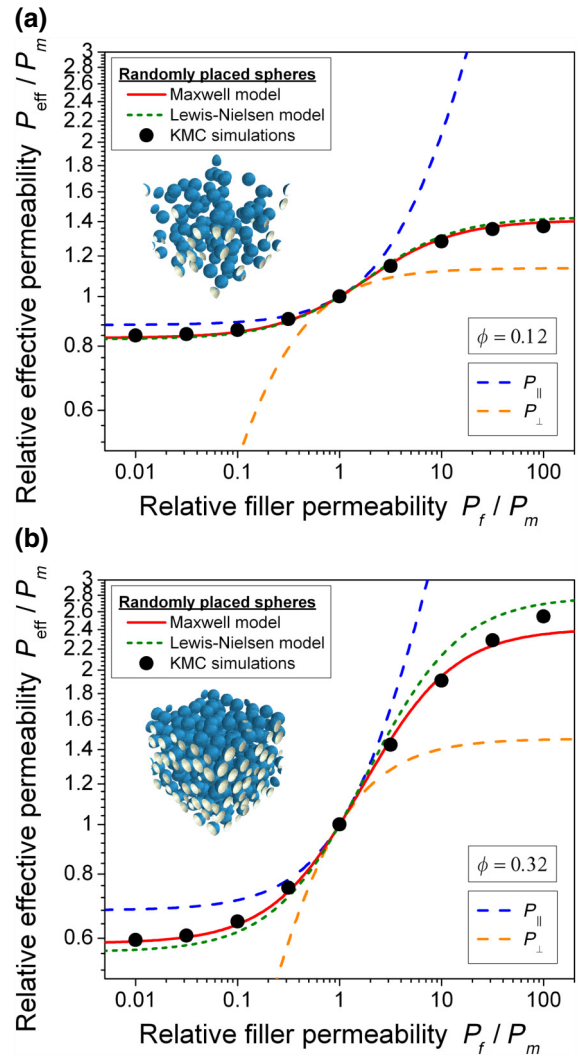 (a)
Relative effective permeability P_eff / P_m
3
2.8
2.6
2.4
2.2
2
1.8
1.6
1.4
1.2
1
0.8
0.6
Randomly placed spheres
Maxwell model
Lewis-Nielsen model
KMC simulations
ϕ = 0.12
P_∥
P_⊥
0.01 0.1 1 10 100
Relative filler permeability P_f / P_m
(b)
Relative effective permeability P_eff / P_m
3
2.8
2.6
2.4
2.2
2
1.8
1.6
1.4
1.2
1
0.8
0.6
Randomly placed spheres
Maxwell model
Lewis-Nielsen model
KMC simulations
ϕ = 0.32
P_∥
P_⊥
0.01 0.1 1 10 100
Relative filler permeability P_f / P_m